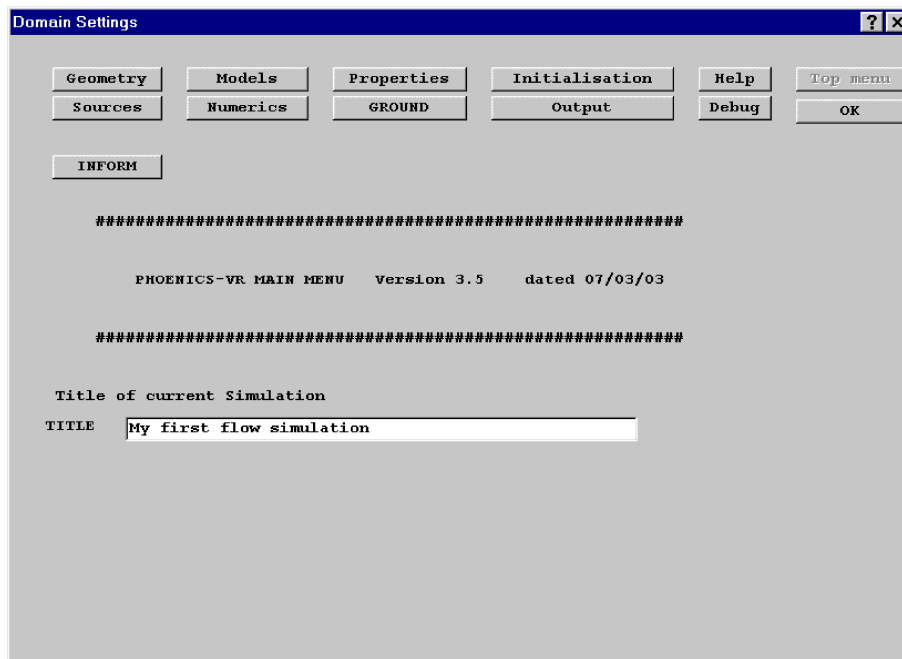 Domain Settings ? ×
Geometry Models Properties Initialisation Help Top menu
Sources Numerics GROUND Output Debug OK
INFORM
###########################################################
PHOENICS-VR MAIN MENU Version 3.5 dated 07/03/03
###########################################################
Title of current Simulation
TITLE My first flow simulation